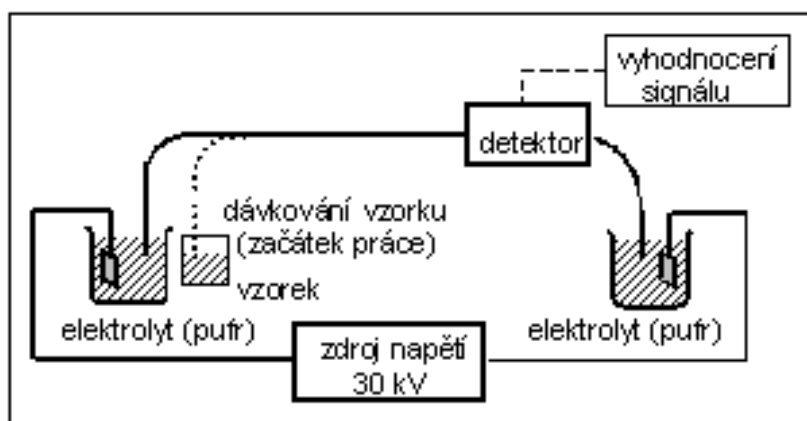 vyhodnocení
signálu
detektor
dávkování vzorku
(začátek práce)
vzorek
elektrolyt (pufr)
elektrolyt (pufr)
zdroj napětí
30 kV